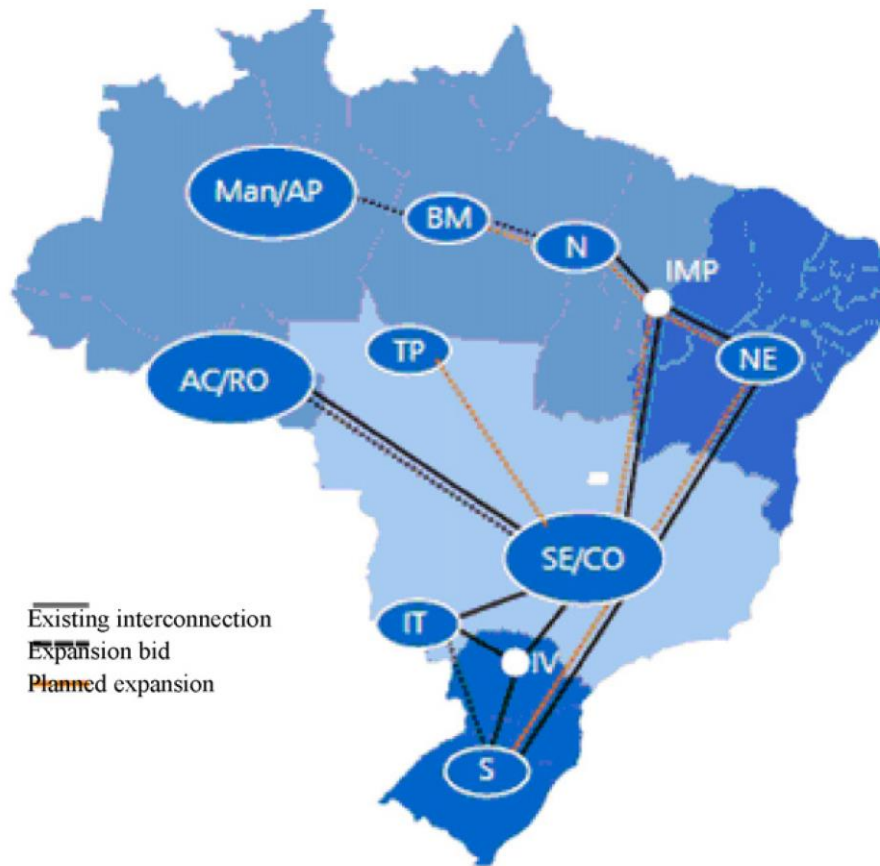 Man/AP
BM
N
IMP
TP
NE
AC/RO
SE/CO
IT
IV
S
Existing interconnection
Expansion bid
Planned expansion